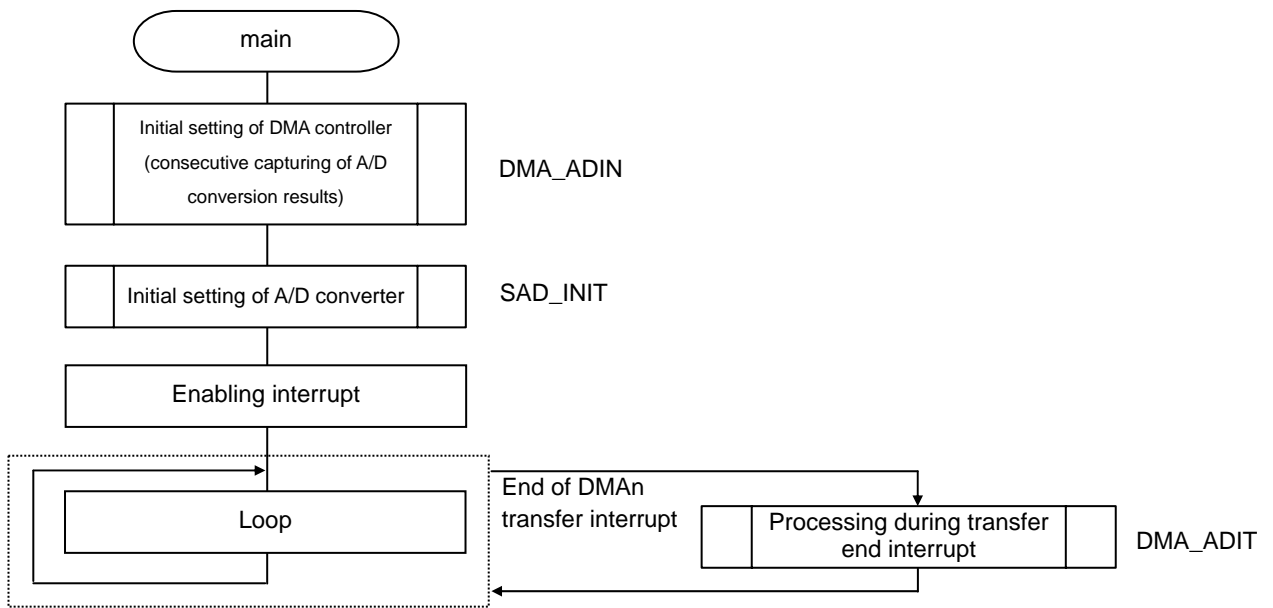 main
Initial setting of DMA controller
(consecutive capturing of A/D
conversion results)
DMA_ADIN
Initial setting of A/D converter
SAD_INIT
Enabling interrupt
Loop
End of DMAn
transfer interrupt
Processing during transfer
end interrupt
DMA_ADIT